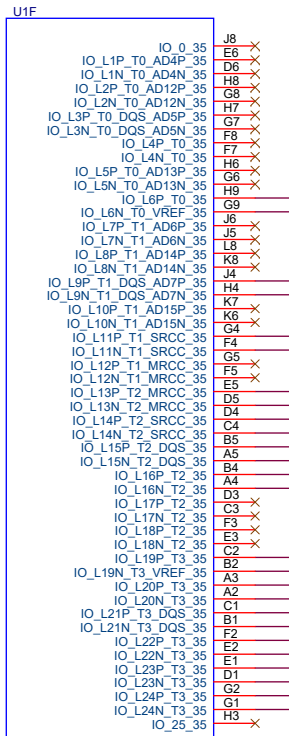 U1F
IO_0_35 J8
IO_L1P_T0_AD4P_35 E6
IO_L1N_T0_AD4N_35 D6
IO_L2P_T0_AD12P_35 H8
IO_L2N_T0_AD12N_35 G8
IO_L3P_T0_DQS_AD5P_35 H7
IO_L3N_T0_DQS_AD5N_35 G7
IO_L4P_T0_35 F8
IO_L4N_T0_35 F7
IO_L5P_T0_AD13P_35 H6
IO_L5N_T0_AD13N_35 G6
IO_L6P_T0_35 H9
IO_L6N_T0_VREF_35 G9
IO_L7P_T1_AD6P_35 J6
IO_L7N_T1_AD6N_35 J5
IO_L8P_T1_AD14P_35 L8
IO_L8N_T1_AD14N_35 K8
IO_L9P_T1_DQS_AD7P_35 J4
IO_L9N_T1_DQS_AD7N_35 H4
IO_L10P_T1_AD15P_35 K7
IO_L10N_T1_AD15N_35 K6
IO_L11P_T1_SRCC_35 G4
IO_L11N_T1_SRCC_35 F4
IO_L12P_T1_MRCC_35 G5
IO_L12N_T1_MRCC_35 F5
IO_L13P_T2_MRCC_35 E5
IO_L13N_T2_MRCC_35 D5
IO_L14P_T2_SRCC_35 D4
IO_L14N_T2_SRCC_35 C4
IO_L15P_T2_DQS_35 B5
IO_L15N_T2_DQS_35 A5
IO_L16P_T2_35 B4
IO_L16N_T2_35 A4
IO_L17P_T2_35 D3
IO_L17N_T2_35 C3
IO_L18P_T2_35 F3
IO_L18N_T2_35 E3
IO_L19P_T3_35 C2
IO_L19N_T3_VREF_35 B2
IO_L20P_T3_35 A3
IO_L20N_T3_35 A2
IO_L21P_T3_DQS_35 C1
IO_L21N_T3_DQS_35 B1
IO_L22P_T3_35 F2
IO_L22N_T3_35 E2
IO_L23P_T3_35 E1
IO_L23N_T3_35 D1
IO_L24P_T3_35 G2
IO_L24N_T3_35 G1
IO_25_35 H3